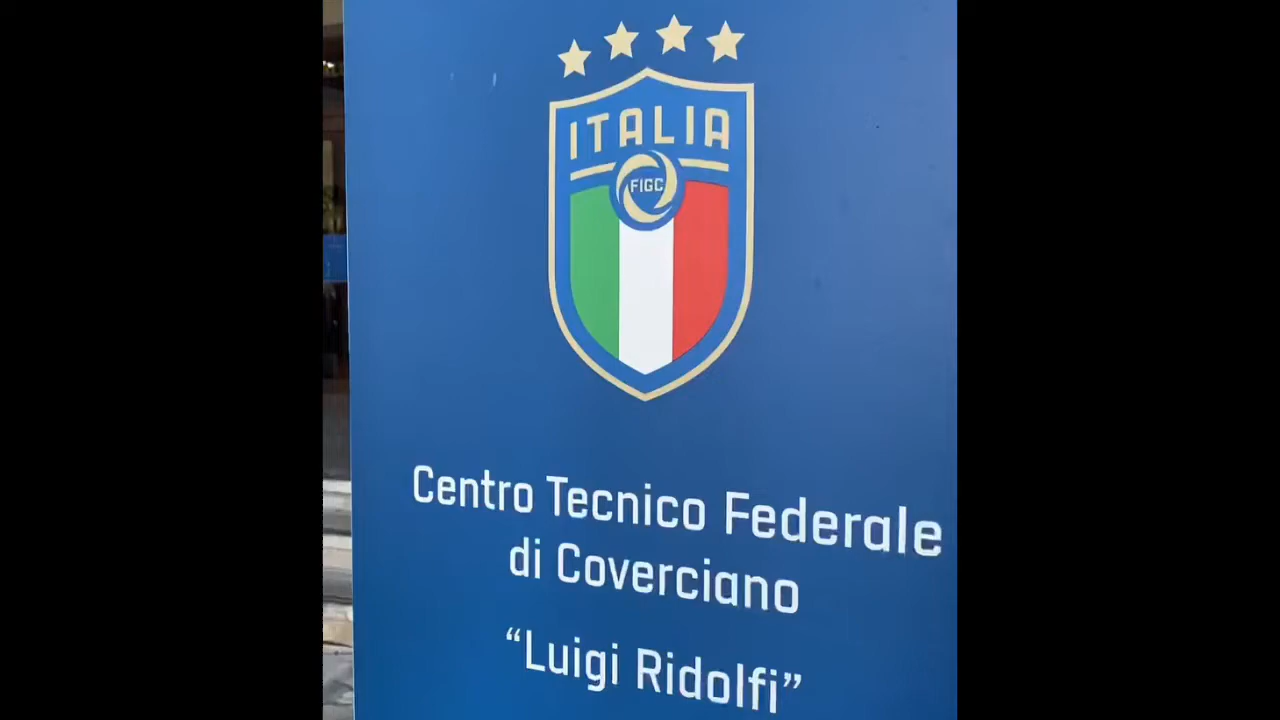 ITALIA
FIGC
Centro Tecnico Federale
di Coverciano
“Luigi Ridolfi”